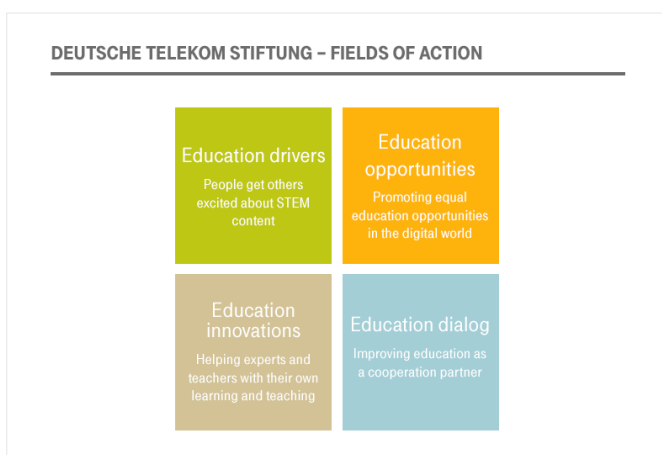 DEUTSCHE TELEKOM STIFTUNG – FIELDS OF ACTION
Education drivers
People get others
excited about STEM
content
Education
opportunities
Promoting equal
education opportunities
in the digital world
Education
innovations
Helping experts and
teachers with their own
learning and teaching
Education dialog
Improving education as
a cooperation partner